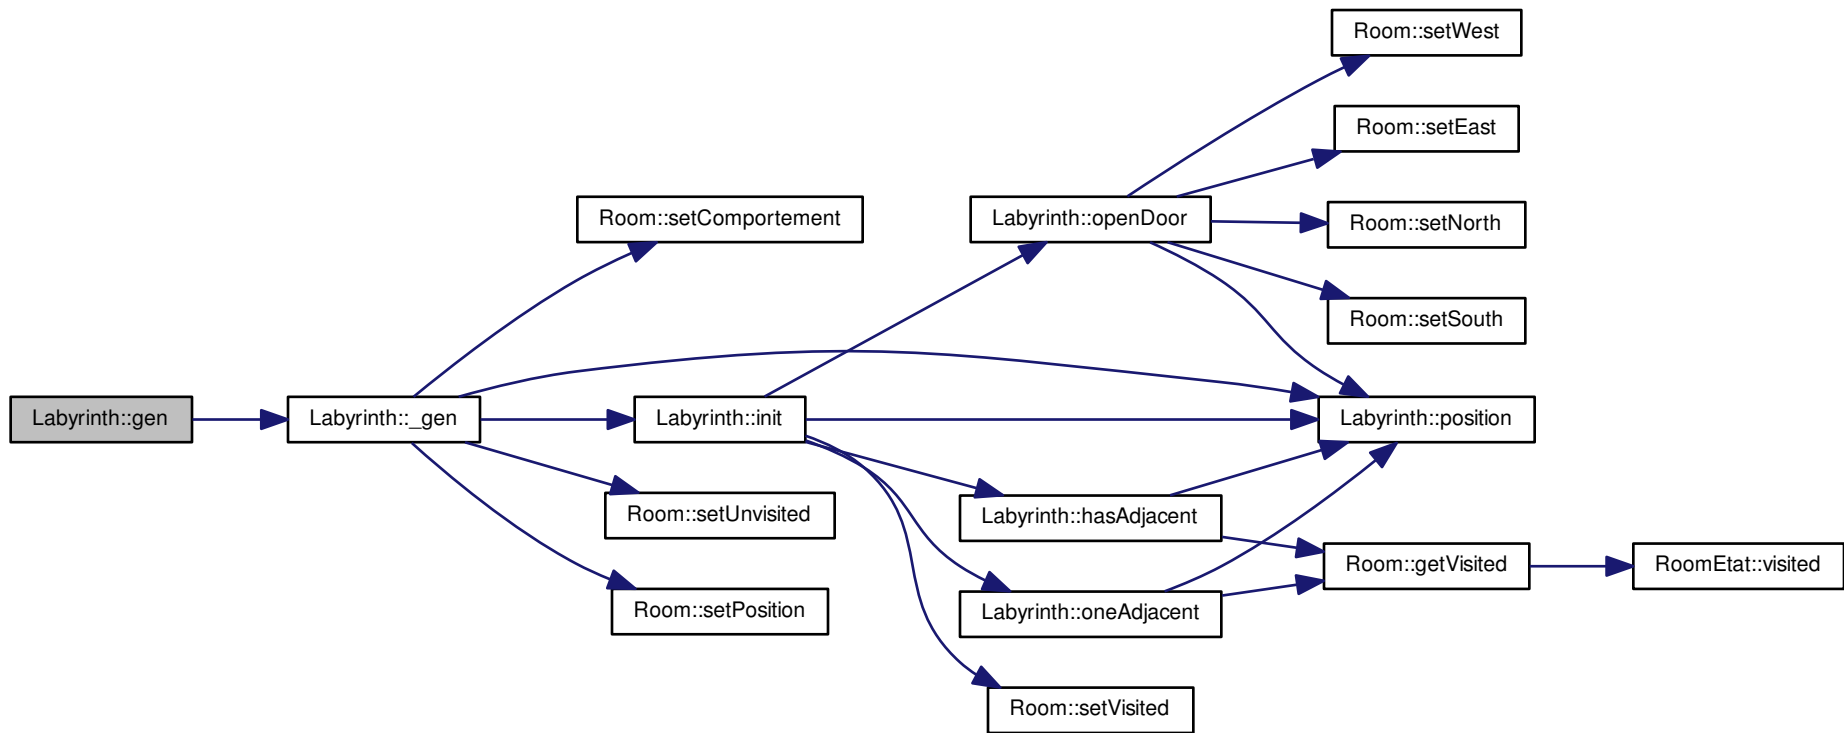 Room::setWest
Room::setEast
Room::setComportement
Labyrinth::openDoor
Room::setNorth
Room::setSouth
Labyrinth::gen
Labyrinth::_gen
Labyrinth::init
Labyrinth::position
Room::setUnvisited
Labyrinth::hasAdjacent
Room::getVisited
RoomEtat::visited
Room::setPosition
Labyrinth::oneAdjacent
Room::setVisited